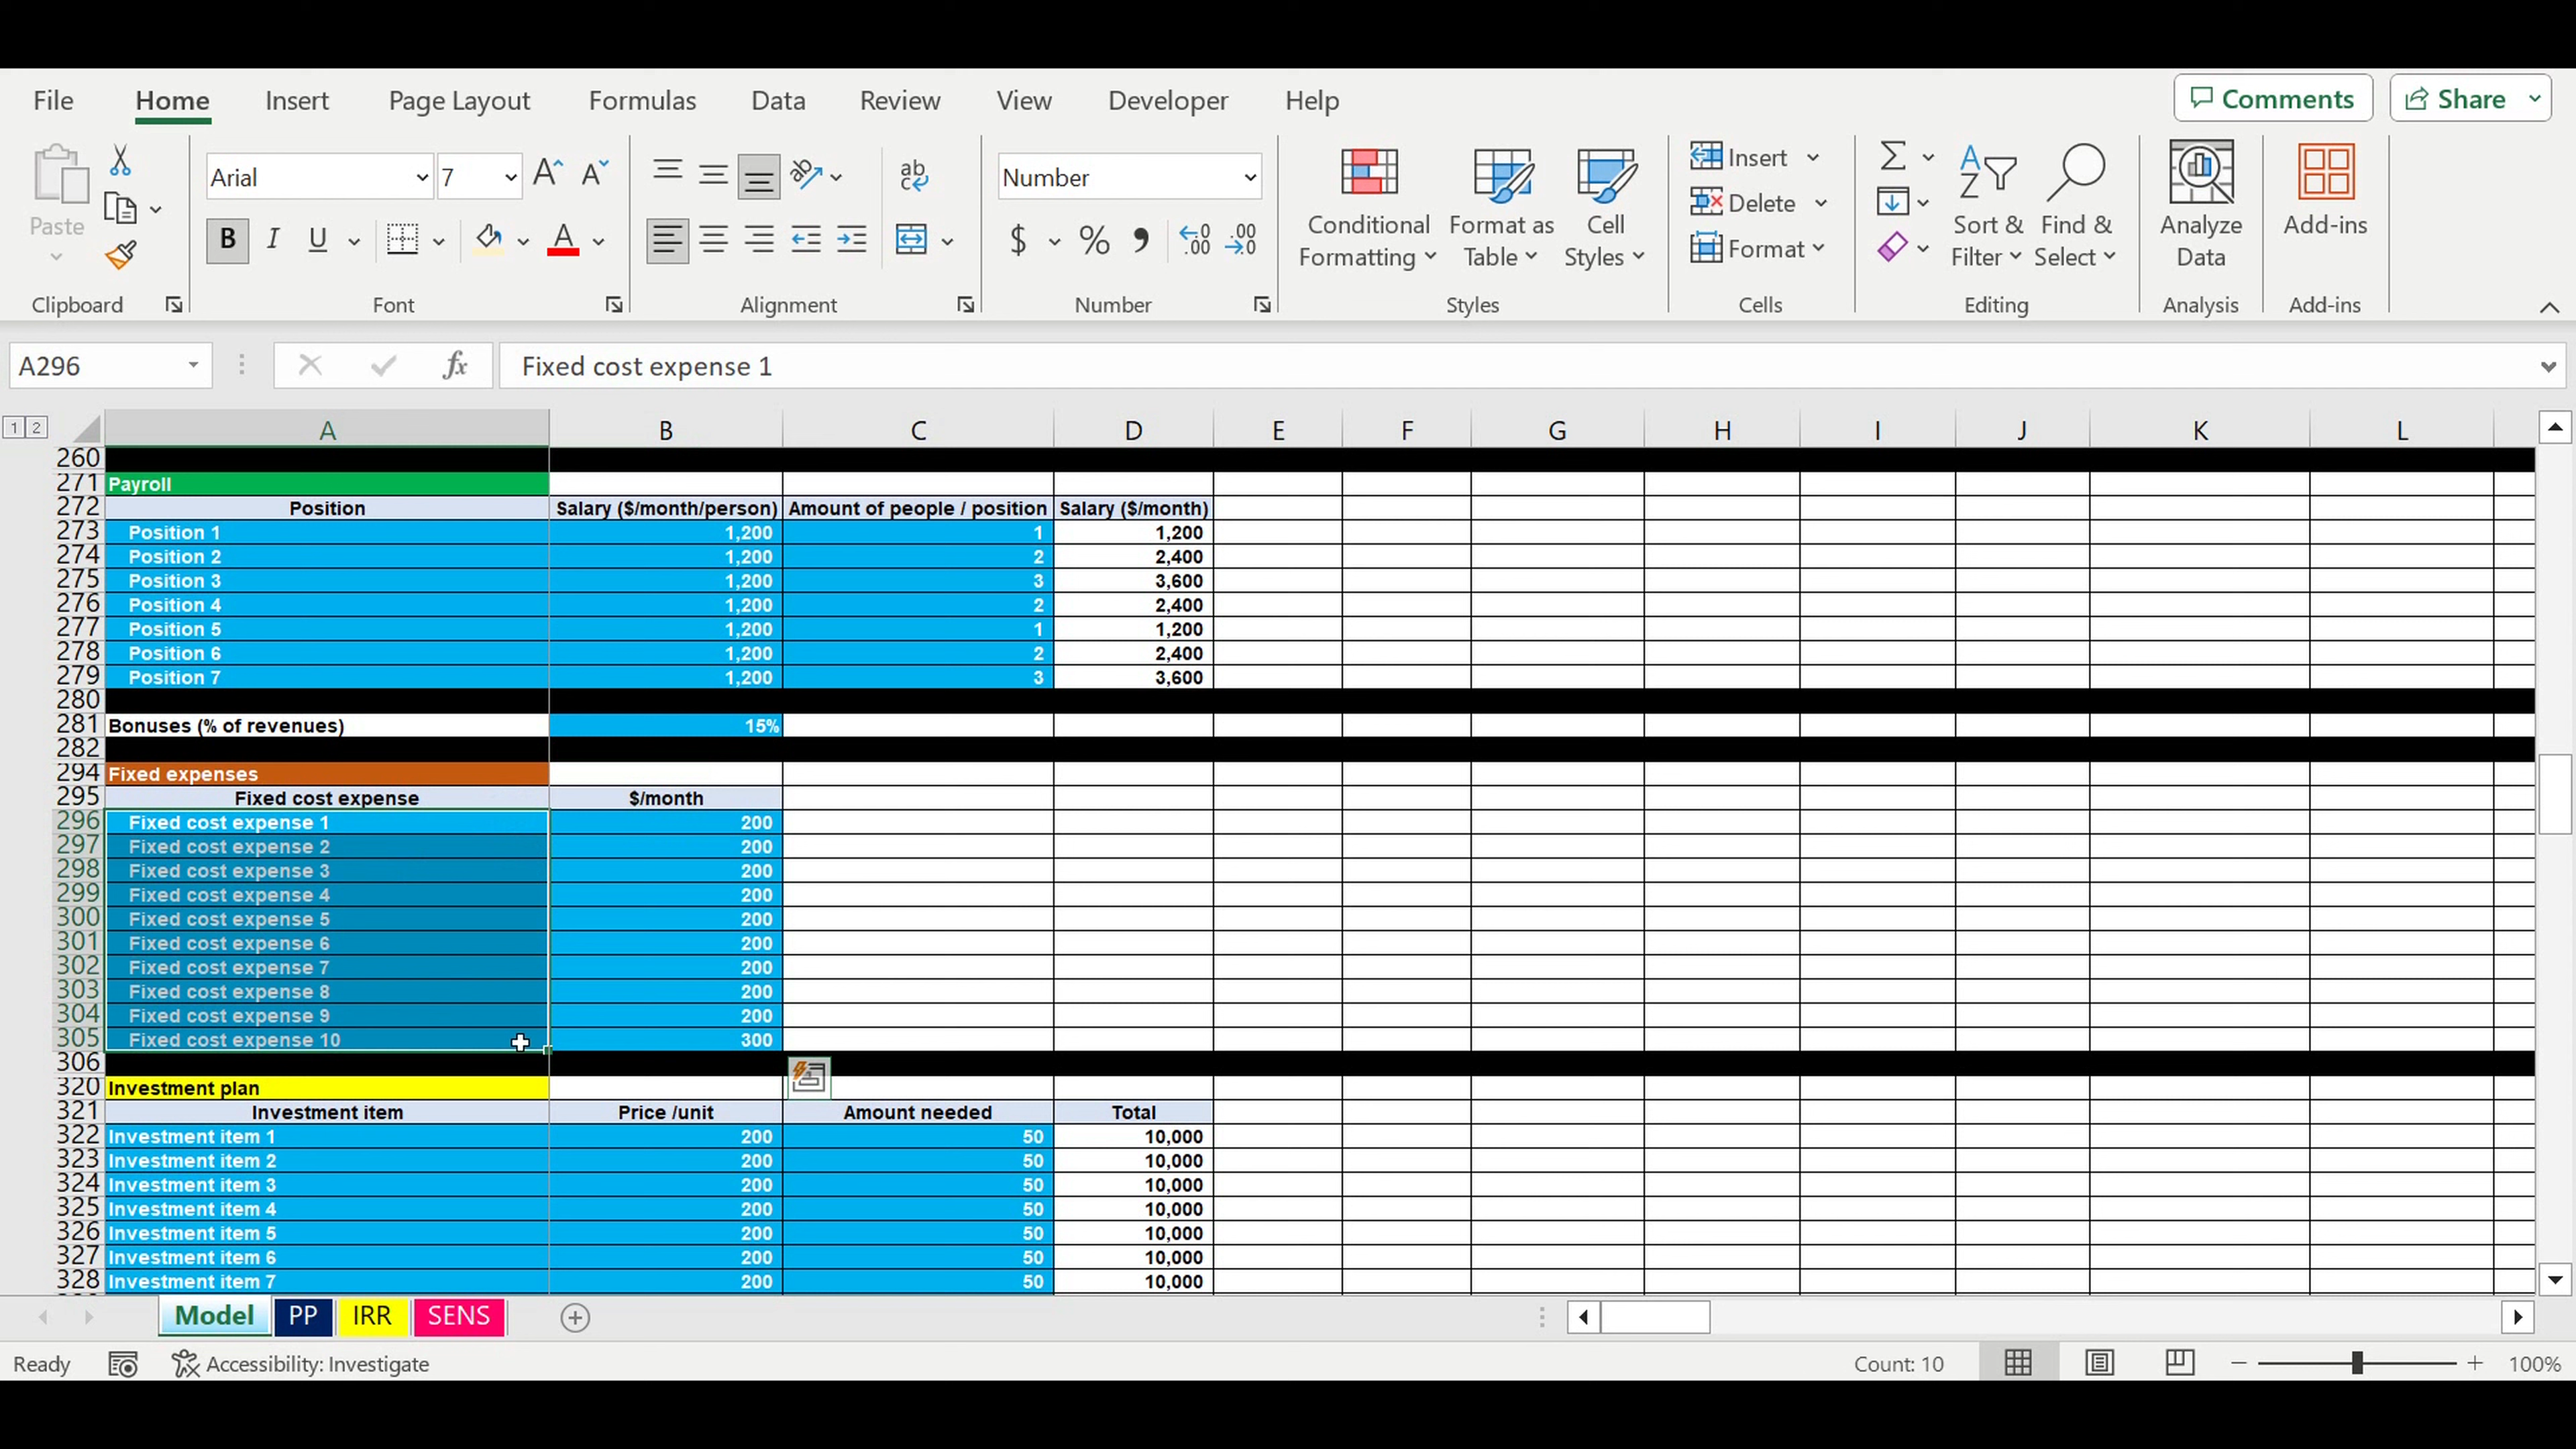 File Home Insert Page Layout Formulas Data Review View Developer Help Comments Share
Arial 7 ab c Number Insert
Paste Conditional Formatting Format as Table Cell Styles Delete Sort & Filter Find & Select Analyze Data Add-ins
B I U A $ % , .00 .00 Format
Clipboard Font Alignment Number Styles Cells Editing Analysis Add-ins
A296 fx Fixed cost expense 1
1 2 A B C D E F G H I J K L
260
271 Payroll
272 Position Salary ($/month/person) Amount of people / position Salary ($/month)
273 Position 1 1,200 1 1,200
274 Position 2 1,200 2 2,400
275 Position 3 1,200 3 3,600
276 Position 4 1,200 2 2,400
277 Position 5 1,200 1 1,200
278 Position 6 1,200 2 2,400
279 Position 7 1,200 3 3,600
280
281 Bonuses (% of revenues) 15%
282
294 Fixed expenses
295 Fixed cost expense $/month
296 Fixed cost expense 1 200
297 Fixed cost expense 2 200
298 Fixed cost expense 3 200
299 Fixed cost expense 4 200
300 Fixed cost expense 5 200
301 Fixed cost expense 6 200
302 Fixed cost expense 7 200
303 Fixed cost expense 8 200
304 Fixed cost expense 9 200
305 Fixed cost expense 10 300
306
320 Investment plan
321 Investment item Price /unit Amount needed Total
322 Investment item 1 200 50 10,000
323 Investment item 2 200 50 10,000
324 Investment item 3 200 50 10,000
325 Investment item 4 200 50 10,000
326 Investment item 5 200 50 10,000
327 Investment item 6 200 50 10,000
328 Investment item 7 200 50 10,000
Model PP IRR SENS
Ready Accessibility: Investigate Count: 10 100%